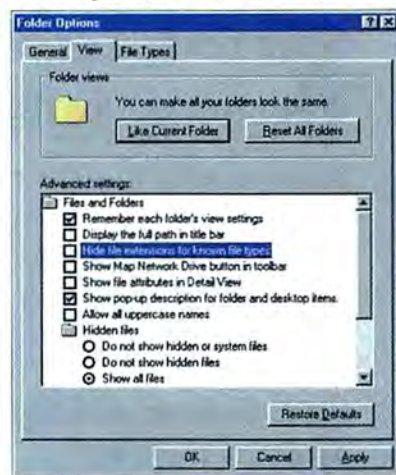 Folder Options
General View File Types
Folder views
You can make all your folders look the same.
Like Current Folder Reset All Folders
Advanced settings:
Files and Folders
Remember each folder's view settings
Display the full path in title bar
Hide file extensions for known file types
Show Map Network Drive button in toolbar
Show file attributes in Detail View
Show pop-up description for folder and desktop items.
Allow all uppercase names
Hidden files
Do not show hidden or system files
Do not show hidden files
Show all files
Restore Defaults
OK Cancel Apply